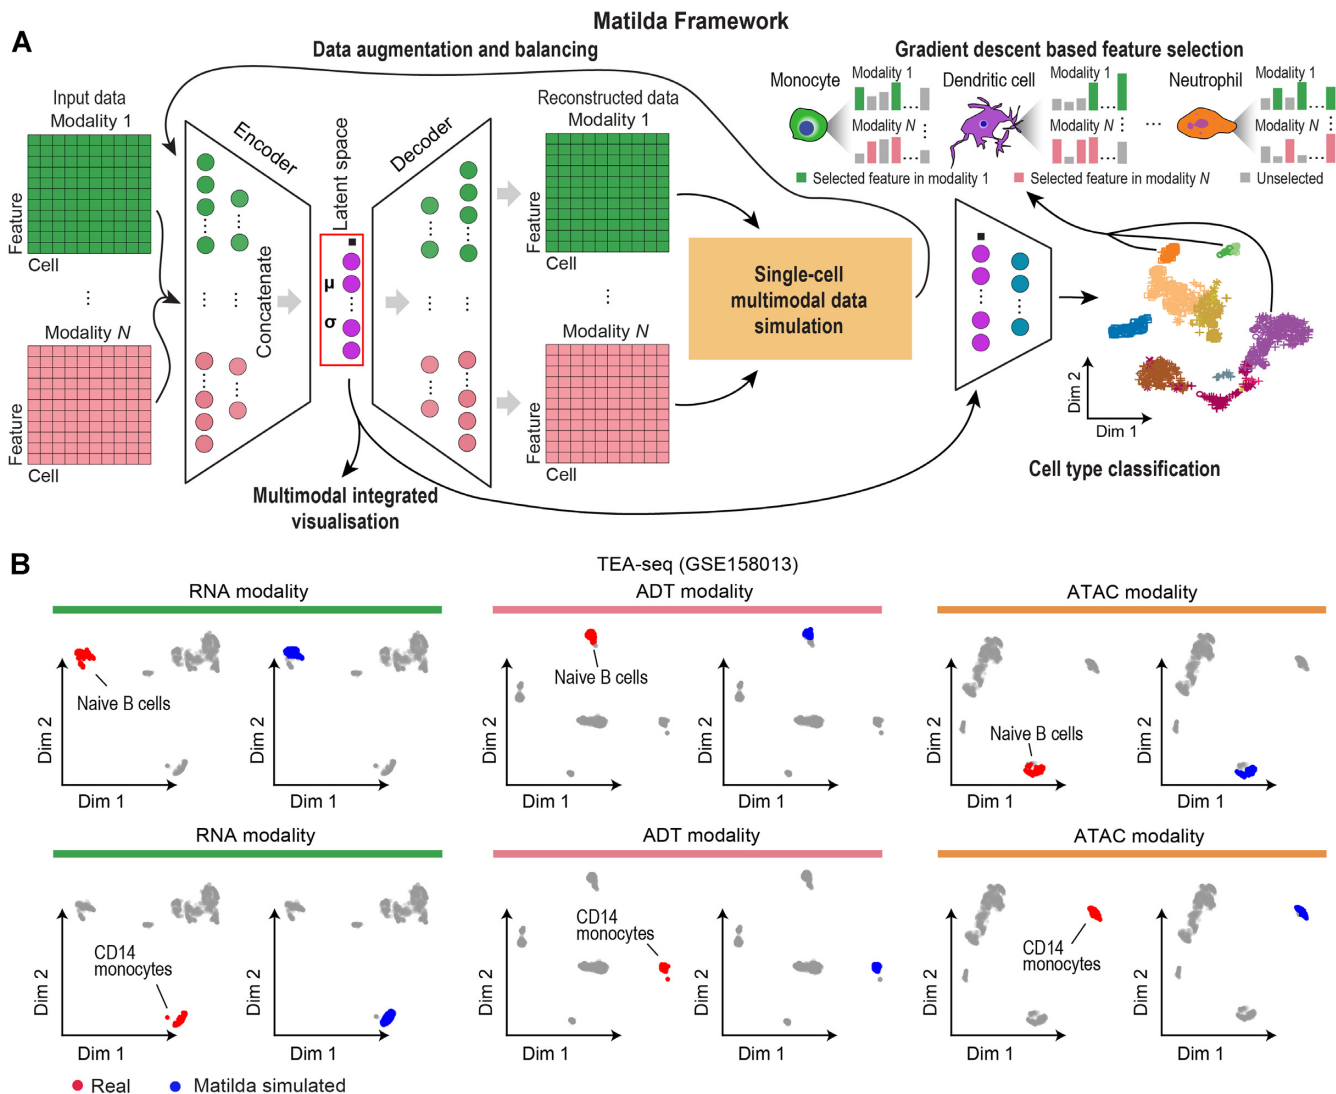 Matilda Framework
A
Data augmentation and balancing
Gradient descent based feature selection
Monocyte
Modality 1
Modality N
Dendritic cell
Modality 1
Modality N
...
Neutrophil
Modality 1
Modality N
Selected feature in modality 1
Selected feature in modality N
Unselected
Input data
Modality 1
Feature
Cell
Modality N
Feature
Cell
Encoder
Concatenate
Latent space
μ
σ
Decoder
Reconstructed data
Modality 1
Feature
Cell
Modality N
Feature
Cell
Single-cell
multimodal data
simulation
Dim 2
Dim 1
Cell type classification
Multimodal integrated
visualisation
B
TEA-seq (GSE158013)
RNA modality
ADT modality
ATAC modality
Naive B cells
Dim 2
Dim 1
Dim 2
Dim 1
Naive B cells
Dim 2
Dim 1
Dim 2
Dim 1
Naive B cells
Dim 2
Dim 1
Dim 2
Dim 1
RNA modality
ADT modality
ATAC modality
CD14
monocytes
Dim 2
Dim 1
Dim 2
Dim 1
CD14
monocytes
Dim 2
Dim 1
Dim 2
Dim 1
CD14
monocytes
Dim 2
Dim 1
Dim 2
Dim 1
Real
Matilda simulated